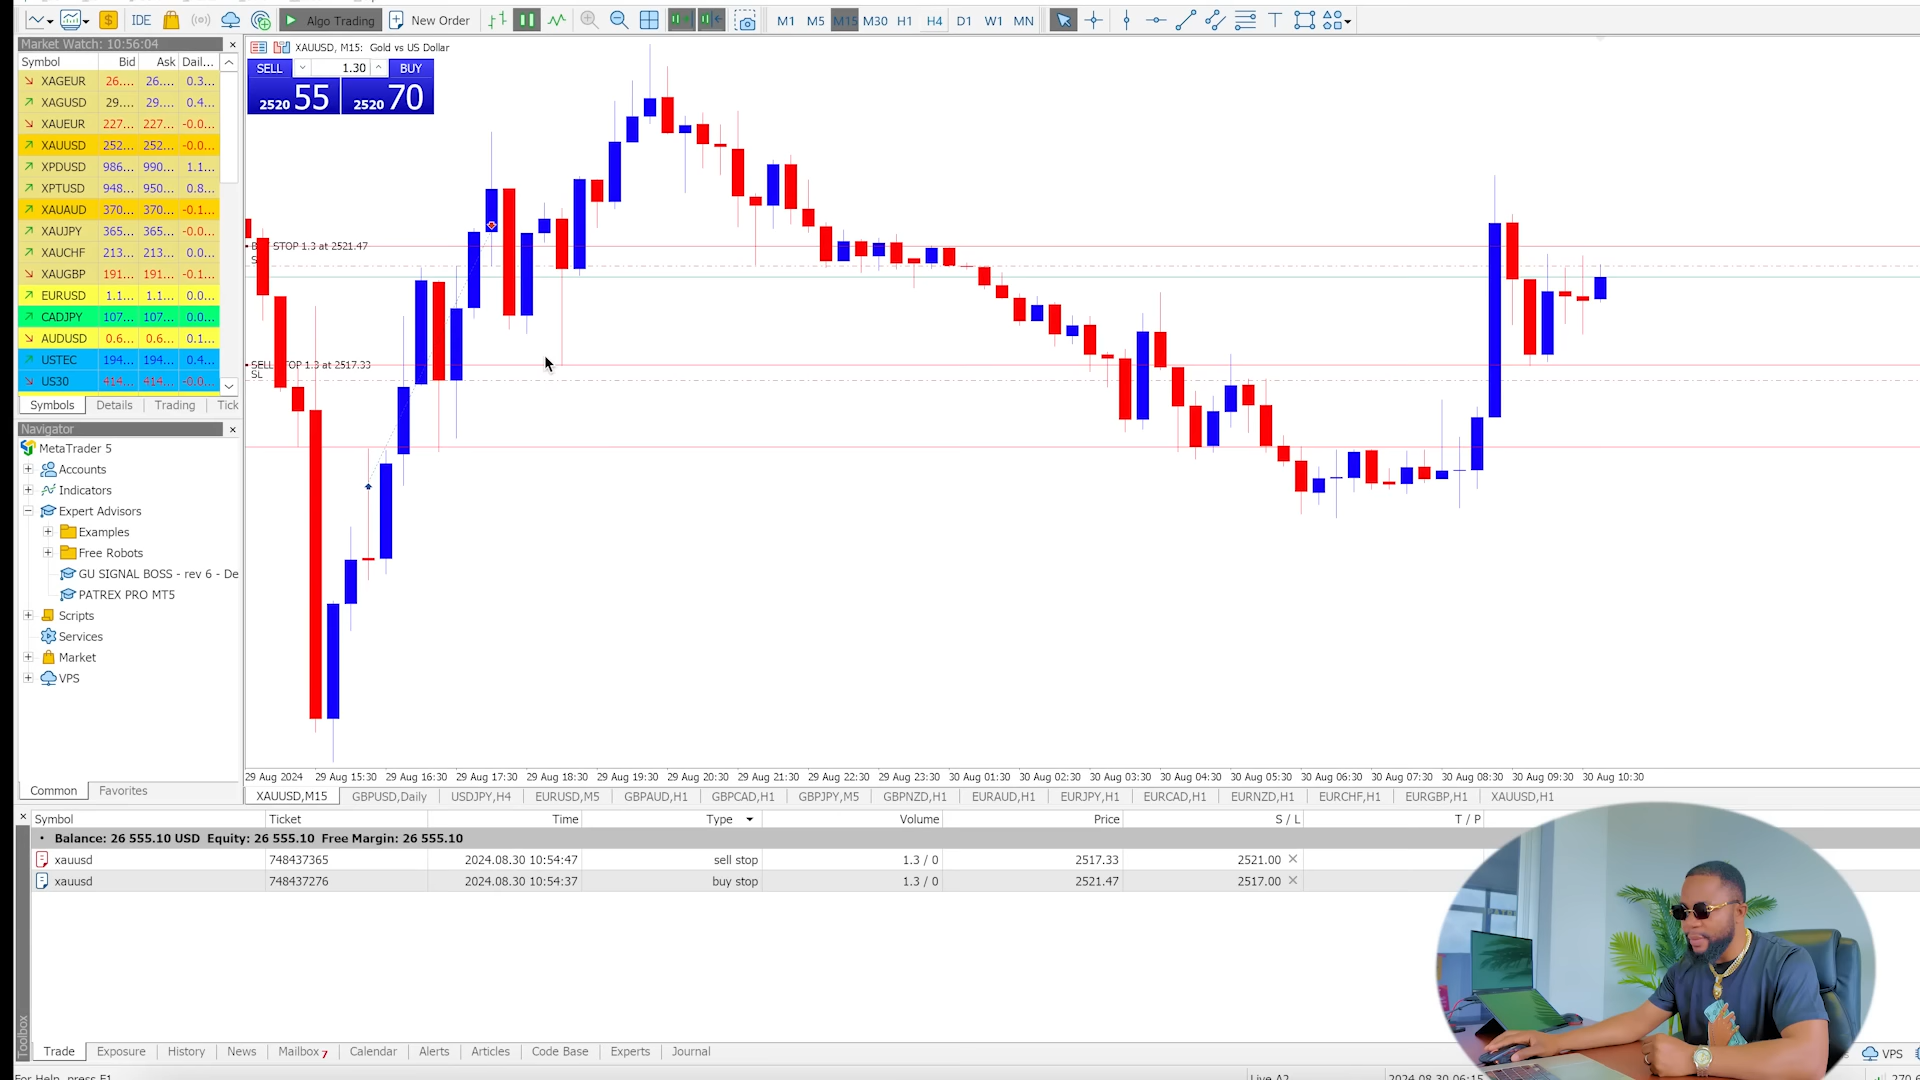 IDE Algo Trading New Order M1 M5 M15 M30 H1 H4 D1 W1 MN
Market Watch: 10:56:04
Symbol Bid Ask Dail...
XAGEUR 26.... 26.... 0.3...
XAGUSD 29.... 29.... 0.4...
XAUEUR 227... 227... -0.0...
XAUUSD 252... 252... -0.0...
XPDUSD 986... 990... 1.1...
XPTUSD 948... 950... 0.8...
XAUAUD 370... 370... -0.1...
XAUJPY 365... 365... -0.0...
XAUCHF 213... 213... 0.0...
XAUGBP 191... 191... -0.1...
EURUSD 1.1... 1.1... 0.0...
CADJPY 107... 107... 0.0...
AUDUSD 0.6... 0.6... 0.1...
USTEC 194... 194... 0.4...
US30 414... 414... -0.0...
Symbols Details Trading Tick
Navigator
MetaTrader 5
Accounts
Indicators
Expert Advisors
Examples
Free Robots
GU SIGNAL BOSS - rev 6 - De
PATREX PRO MT5
Scripts
Services
Market
VPS
Common Favorites
XAUUSD, M15: Gold vs US Dollar
SELL 1.30 BUY
2520 55 2520 70
STOP 1.3 at 2521.47
SELL STOP 1.3 at 2517.33
SL
29 Aug 2024 29 Aug 15:30 29 Aug 16:30 29 Aug 17:30 29 Aug 18:30 29 Aug 19:30 29 Aug 20:30 29 Aug 21:30 29 Aug 22:30 29 Aug 23:30 30 Aug 01:30 30 Aug 02:30 30 Aug 03:30 30 Aug 04:30 30 Aug 05:30 30 Aug 06:30 30 Aug 07:30 30 Aug 08:30 30 Aug 09:30 30 Aug 10:30
XAUUSD,M15 GBPUSD,Daily USDJPY,H4 EURUSD,M5 GBPAUD,H1 GBPCAD,H1 GBPJPY,M5 GBPNZD,H1 EURAUD,H1 EURJPY,H1 EURCAD,H1 EURNZD,H1 EURCHF,H1 EURGBP,H1 XAUUSD,H1
Symbol Ticket Time Type Volume Price S / L T / P
Balance: 26 555.10 USD Equity: 26 555.10 Free Margin: 26 555.10
xauusd 748437365 2024.08.30 10:54:47 sell stop 1.3 / 0 2517.33 2521.00
xauusd 748437276 2024.08.30 10:54:37 buy stop 1.3 / 0 2521.47 2517.00
Toolbox
Trade Exposure History News Mailbox 7 Calendar Alerts Articles Code Base Experts Journal
VPS
For Help, press F1 Live A2 2024.08.30 06:15